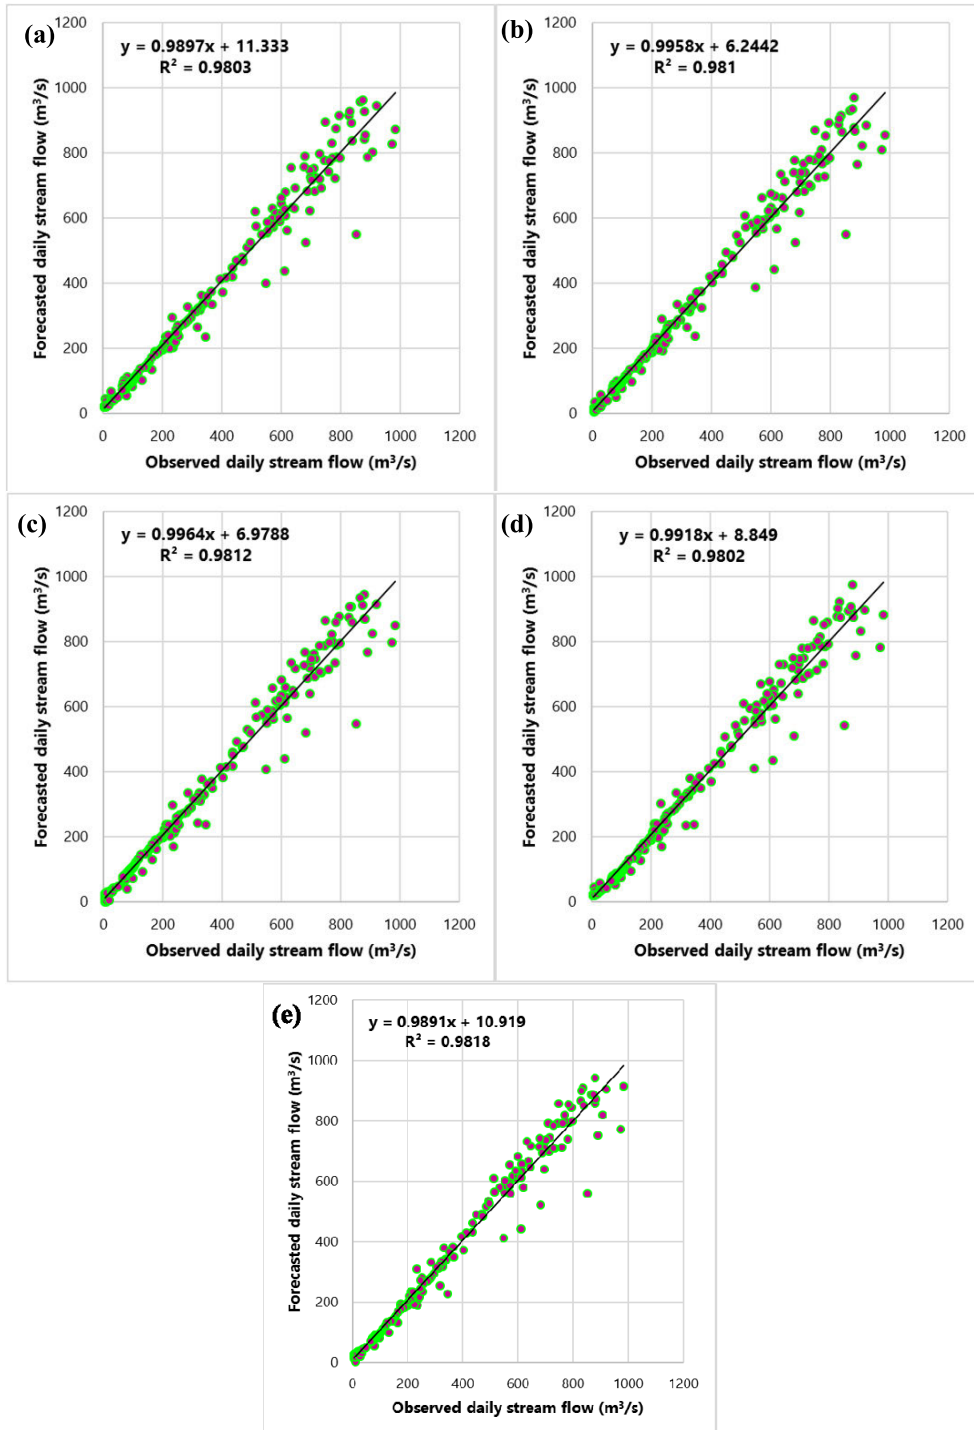 (a)
y = 0.9897x + 11.333
R² = 0.9803
Forecasted daily stream flow (m³/s)
1200
1000
800
600
400
200
0
0 200 400 600 800 1000 1200
Observed daily stream flow (m³/s)
(b)
y = 0.9958x + 6.2442
R² = 0.981
Forecasted daily stream flow (m³/s)
1200
1000
800
600
400
200
0
0 200 400 600 800 1000 1200
Observed daily stream flow (m³/s)
(c)
y = 0.9964x + 6.9788
R² = 0.9812
Forecasted daily stream flow (m³/s)
1200
1000
800
600
400
200
0
0 200 400 600 800 1000 1200
Observed daily stream flow (m³/s)
(d)
y = 0.9918x + 8.849
R² = 0.9802
Forecasted daily stream flow (m³/s)
1200
1000
800
600
400
200
0
0 200 400 600 800 1000 1200
Observed daily stream flow (m³/s)
(e)
y = 0.9891x + 10.919
R² = 0.9818
Forecasted daily stream flow (m³/s)
1200
1000
800
600
400
200
0
0 200 400 600 800 1000 1200
Observed daily stream flow (m³/s)